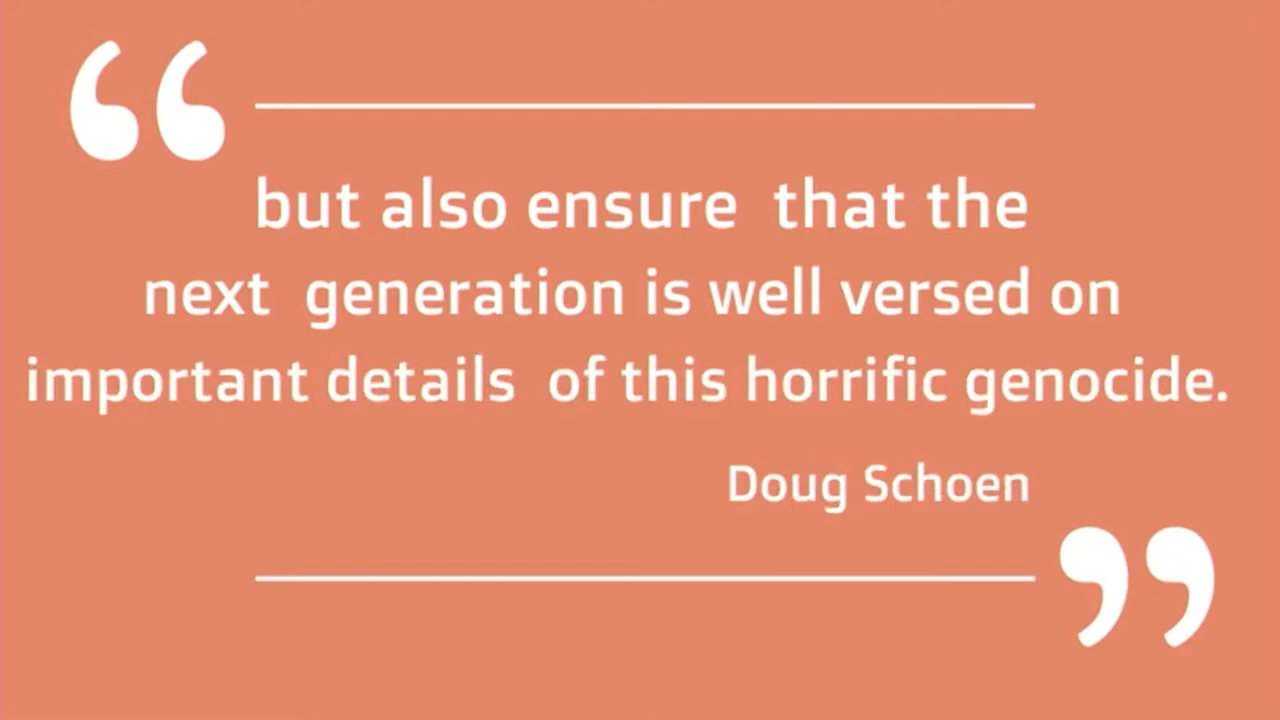 “
but also ensure  that the
next  generation is well versed on
important details  of this horrific genocide.
Doug Schoen
”